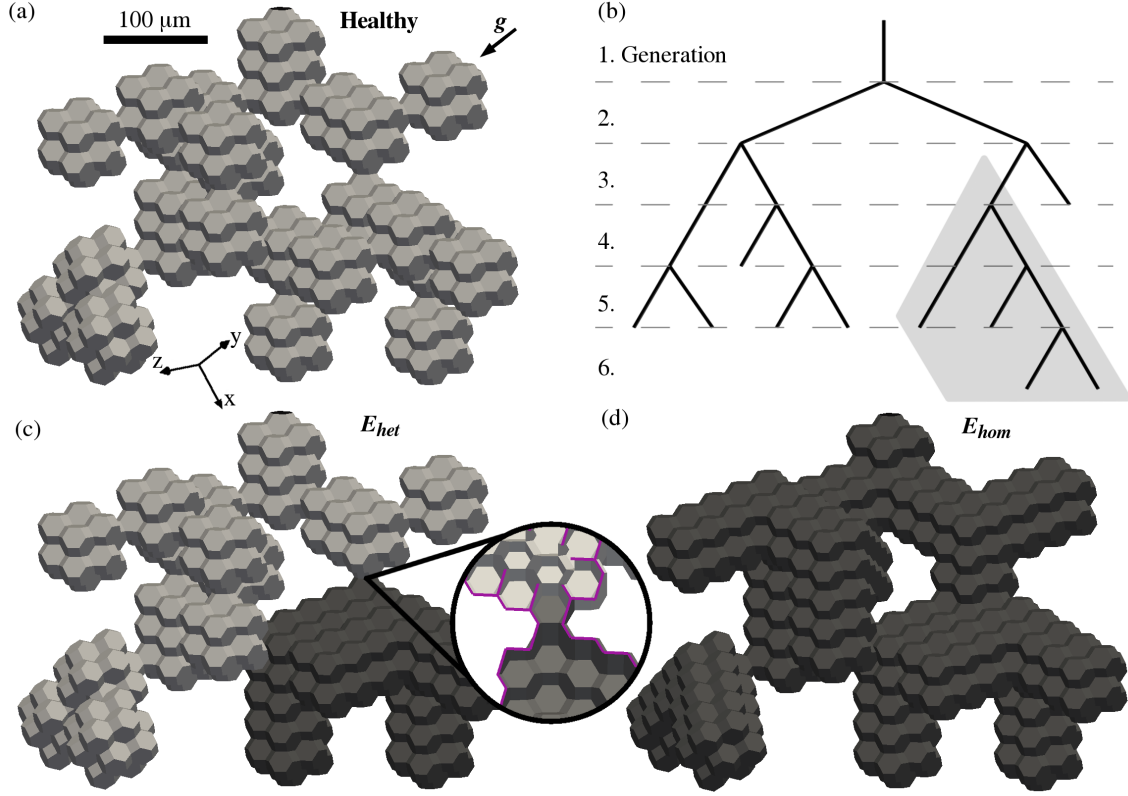 (a)
100 μm
Healthy
g
z
y
x
(b)
1. Generation
2.
3.
4.
5.
6.
(c)
E_het
(d)
E_hom